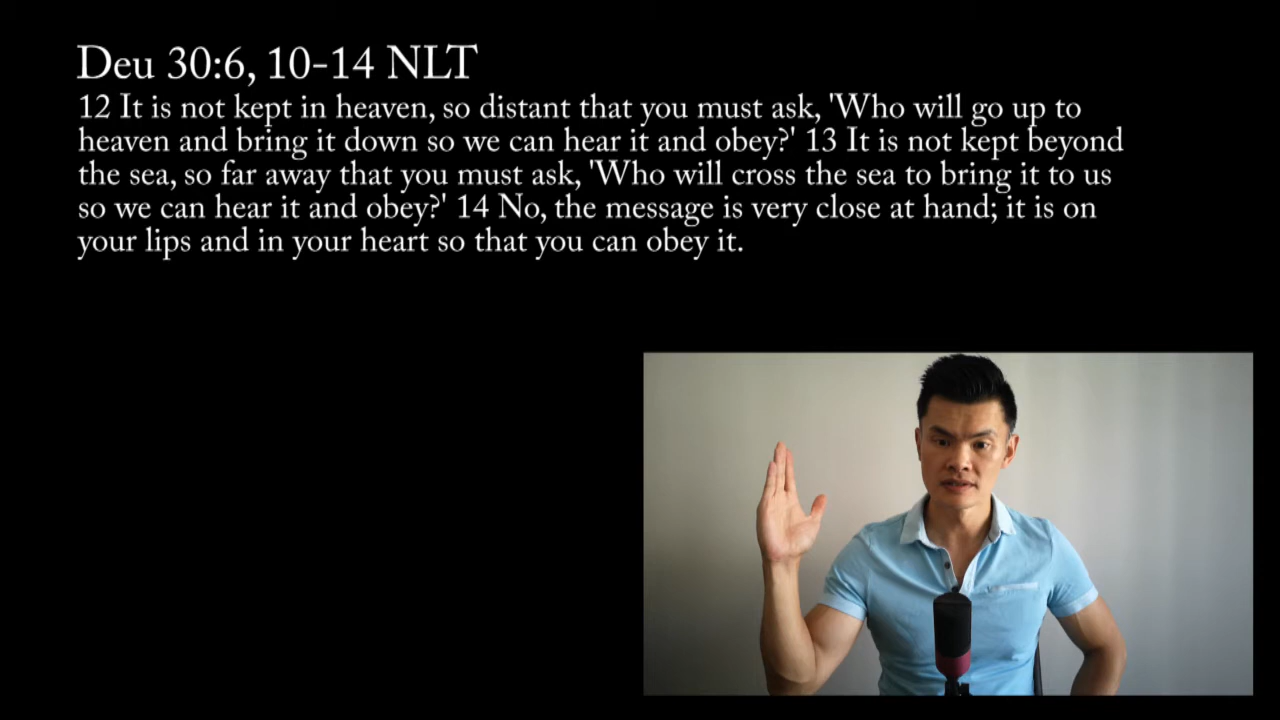 Deu 30:6, 10-14 NLT
12 It is not kept in heaven, so distant that you must ask, 'Who will go up to
heaven and bring it down so we can hear it and obey?' 13 It is not kept beyond
the sea, so far away that you must ask, 'Who will cross the sea to bring it to us
so we can hear it and obey?' 14 No, the message is very close at hand; it is on
your lips and in your heart so that you can obey it.